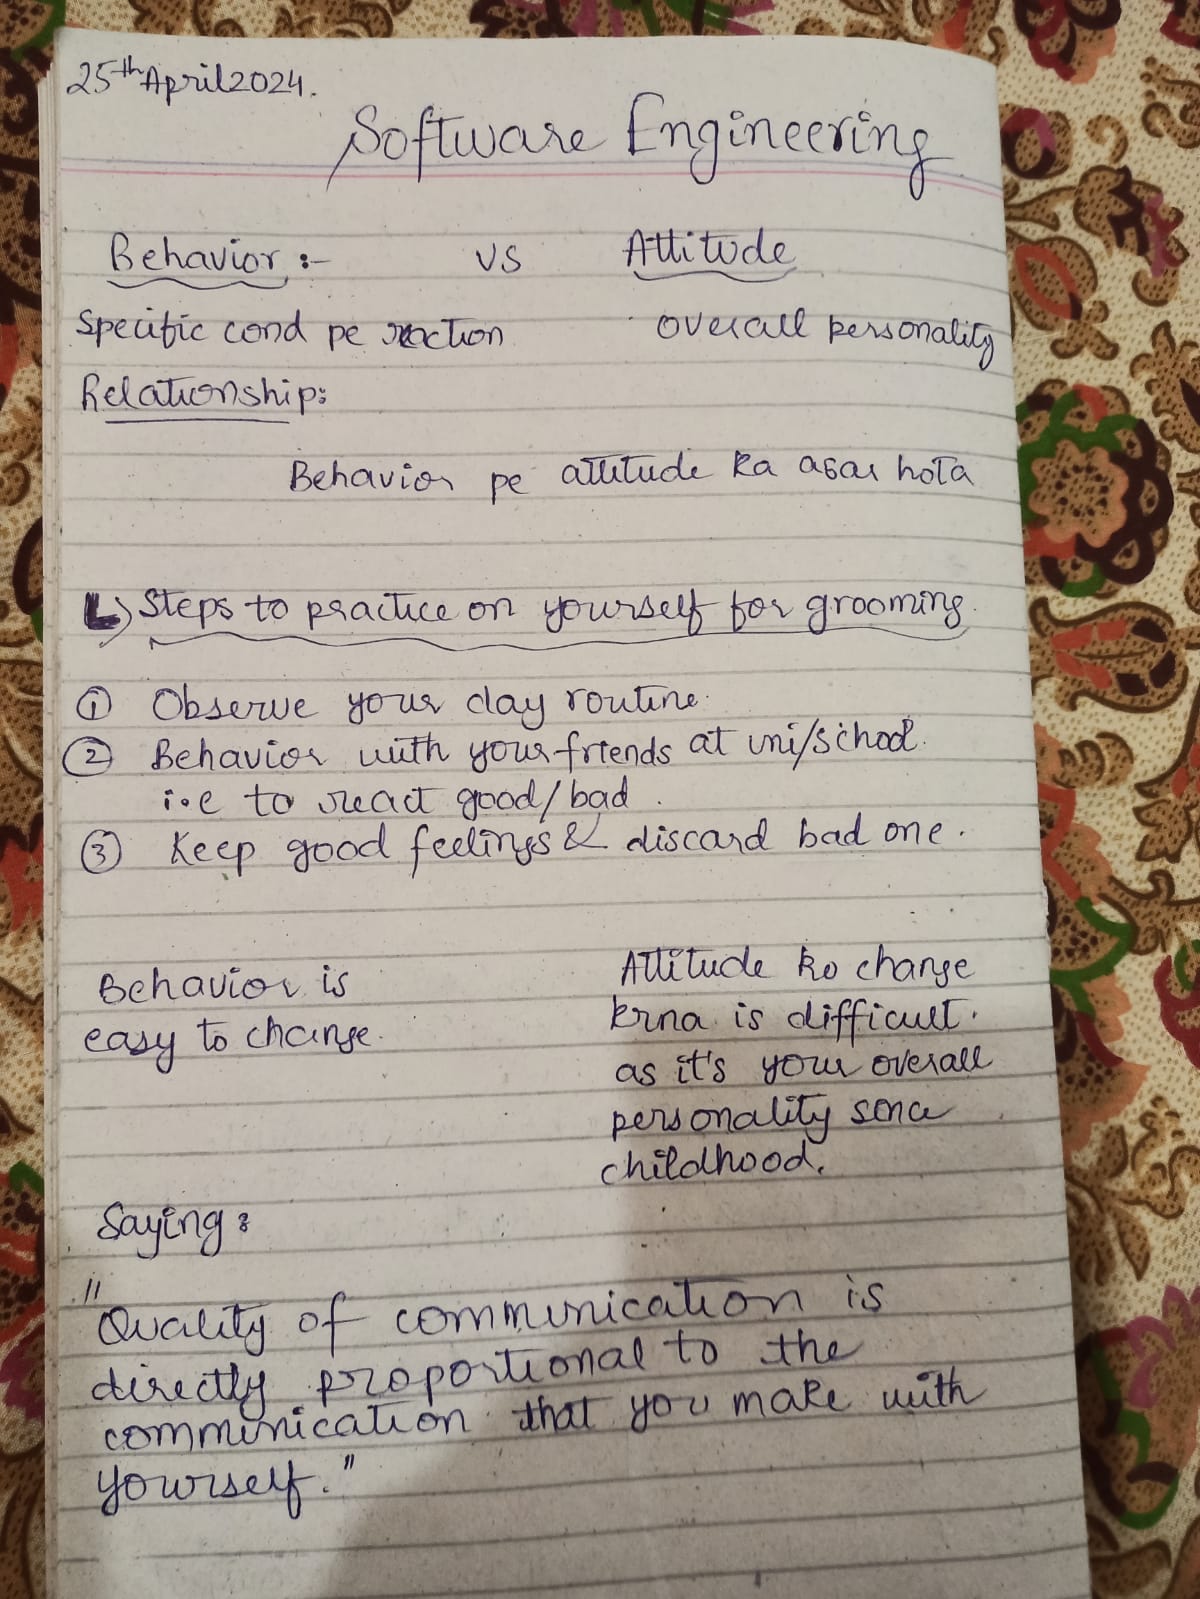 25th April 2024.
Software Engineering
Behavior :- vs Attitude
Specific cond pe reaction overall personality
Relationship:
Behavior pe attitude ka asar hota
L) Steps to practice on yourself for grooming.
① Observe your day routine.
② Behavior with your friends at uni/school.
i.e to react good/bad.
③ Keep good feelings & discard bad one.
Behavior is
easy to change.
Attitude ko change
krna is difficult.
as it's your overall
personality
childhood.
Saying:
"Quality of communication is
directly proportional to the
communication that you make with
yourself."